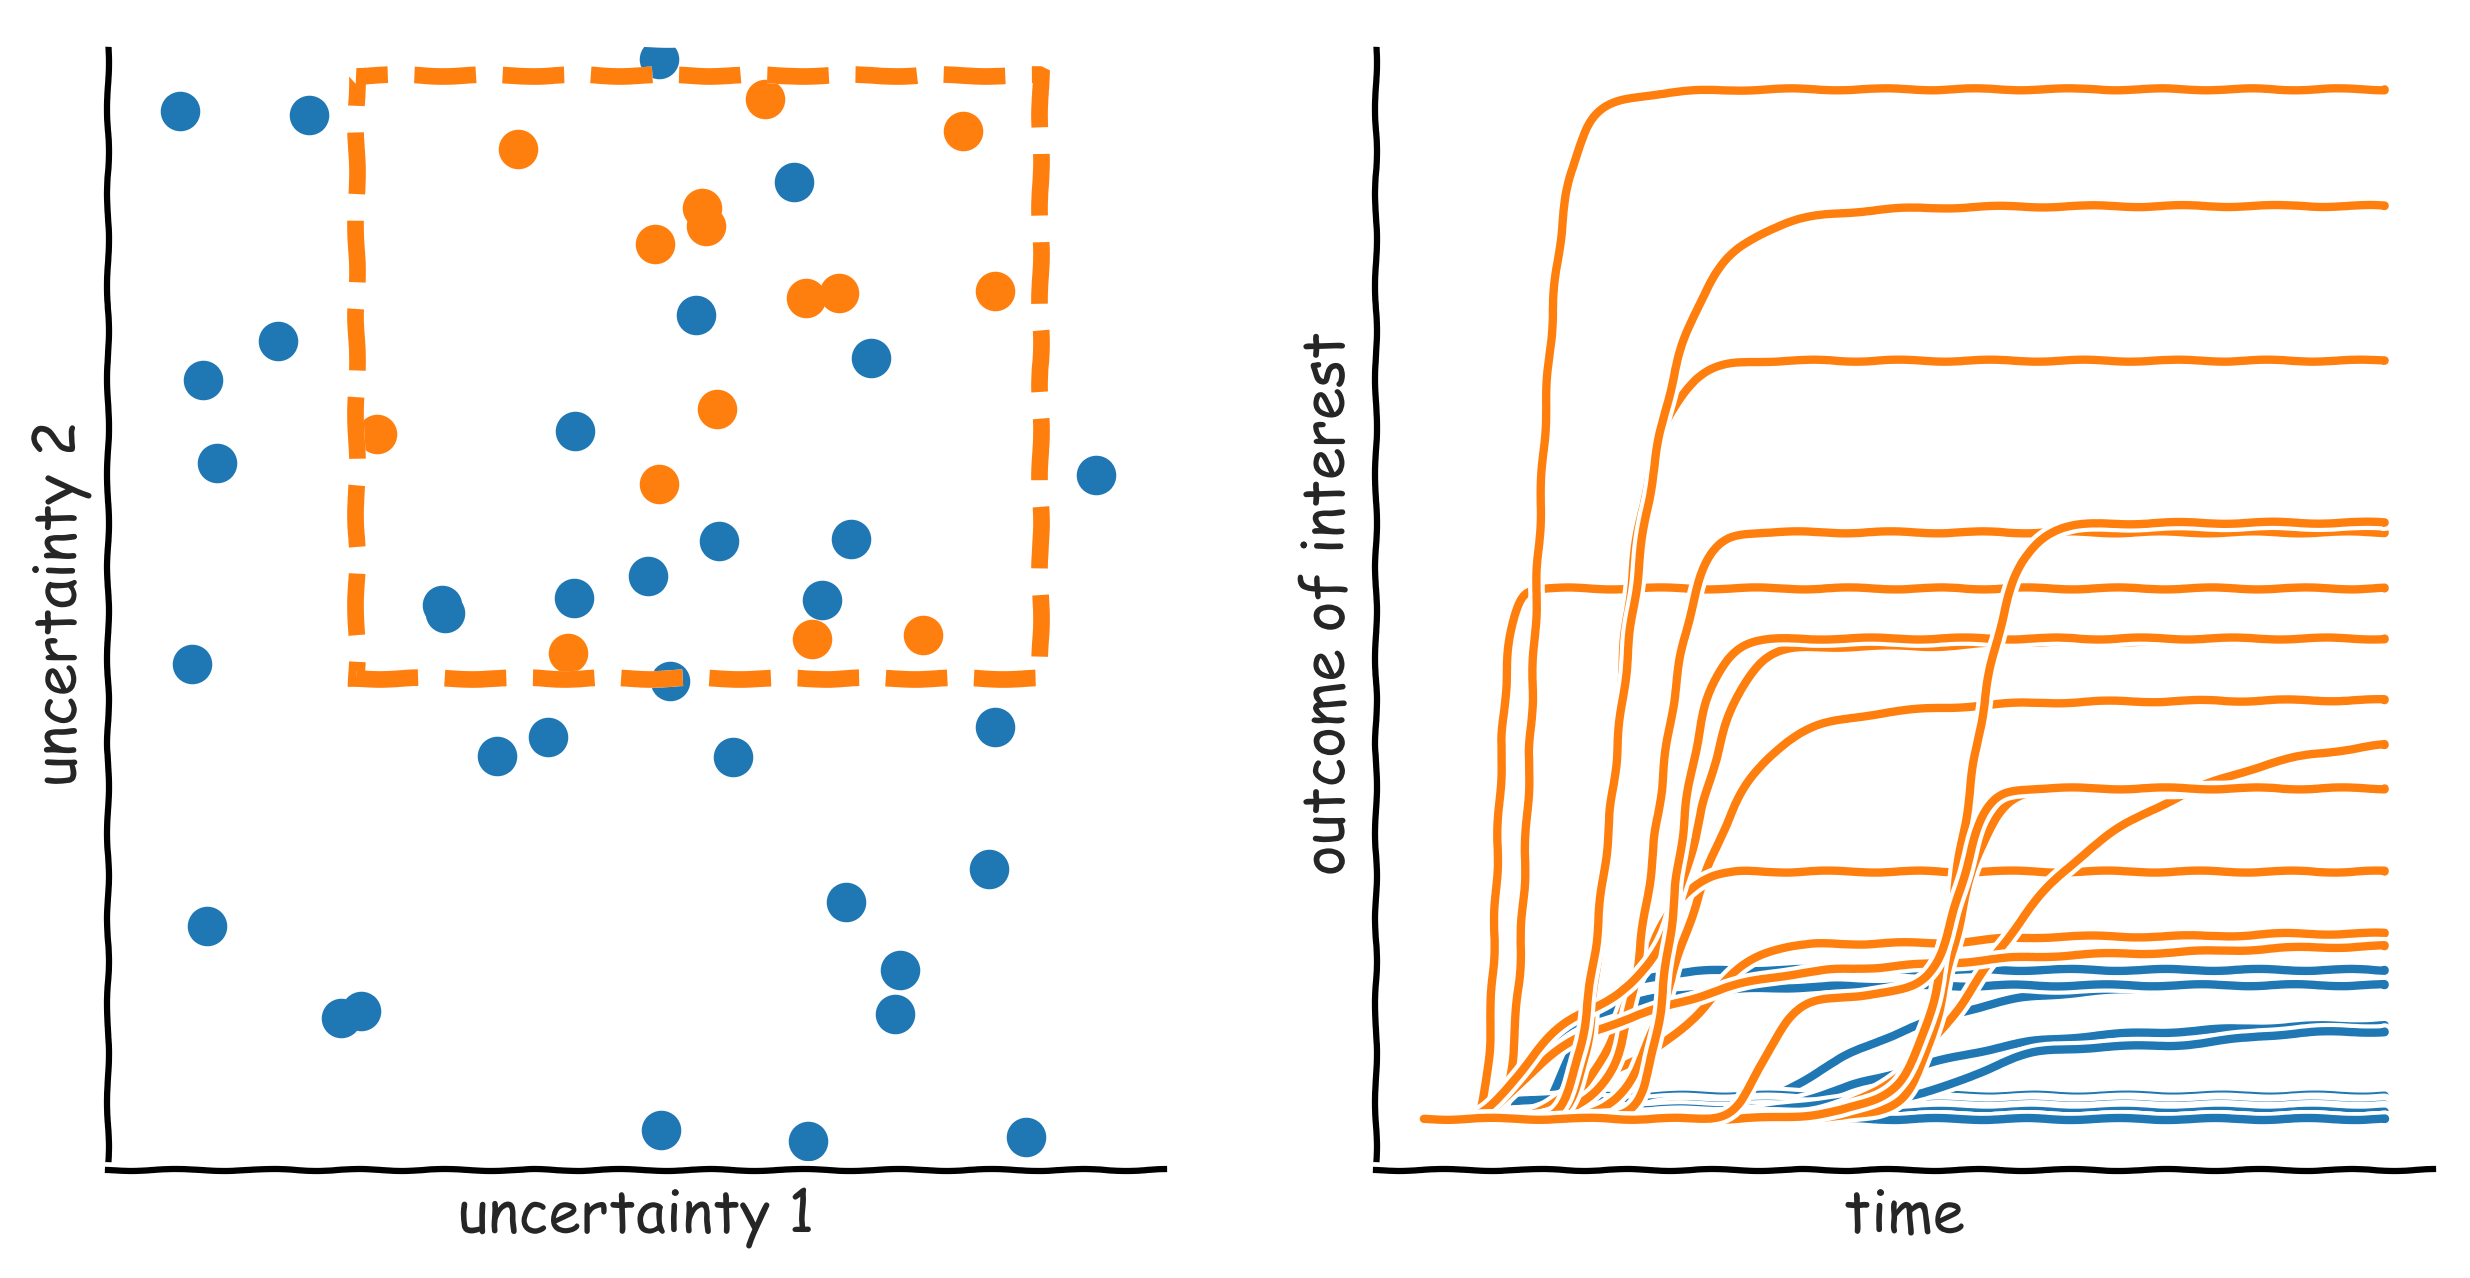 uncertainty 2
uncertainty 1
outcome of interest
time